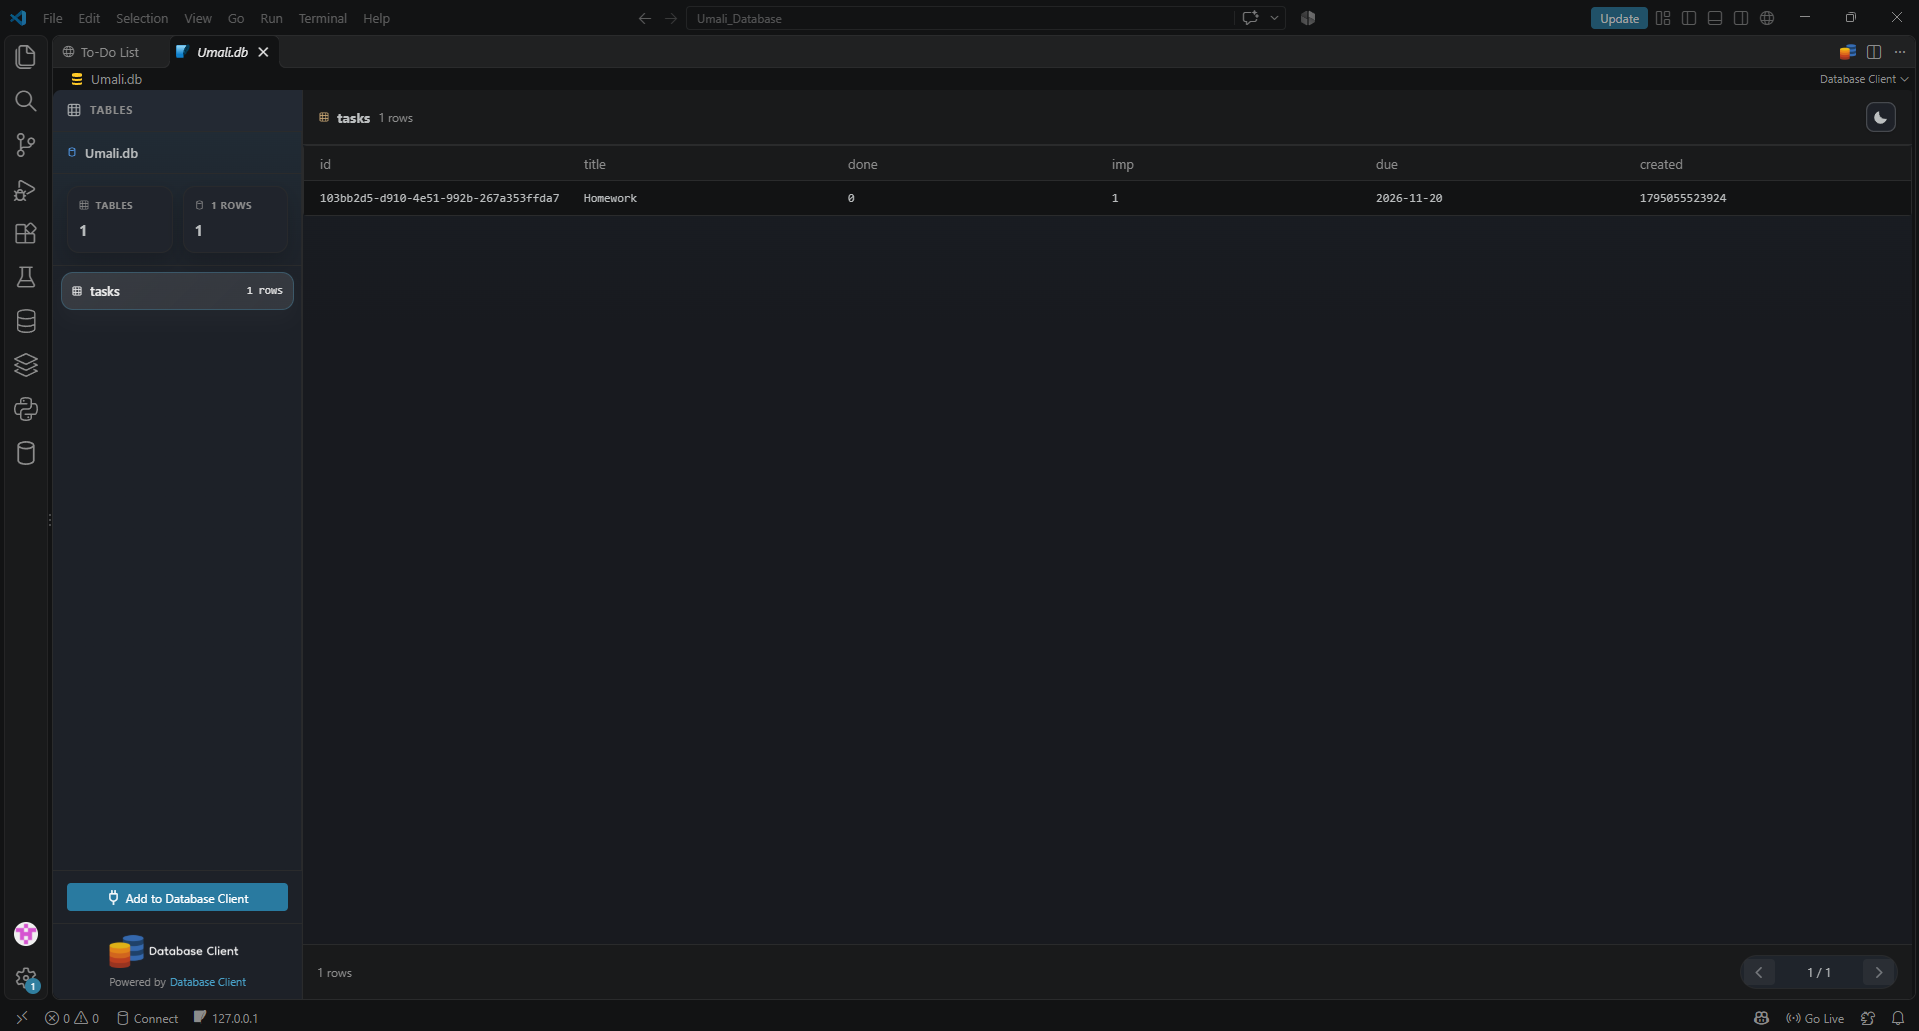 File Edit Selection View Go Run Terminal Help Umali_Database Update
To-Do List Umali.db
Umali.db Database Client
TABLES
Umali.db
TABLES 1 ROWS
1 1
tasks 1 rows
tasks 1 rows
id title done imp due created
103bb2d5-d910-4e51-992b-267a353ffda7 Homework 0 1 2026-11-20 1795055523924
Add to Database Client
Database Client
Powered by Database Client
1 rows 1 / 1
1
0 0 Connect 127.0.0.1 Go Live